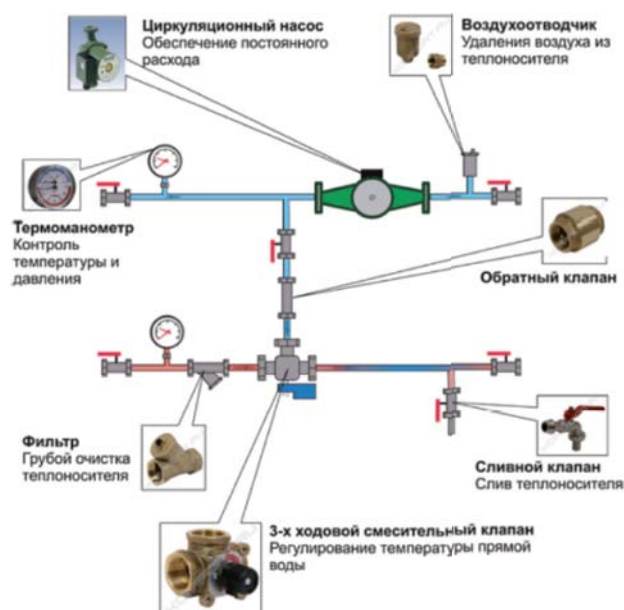 Циркуляционный насос
Обеспечение постоянного
расхода
Воздухоотводчик
Удаления воздуха из
теплоносителя
Термоманометр
Контроль
температуры и
давления
Обратный клапан
Фильтр
Грубой очистка
теплоносителя
Сливной клапан
Слив теплоносителя
3-х ходовой смесительный клапан
Регулирование температуры прямой
воды